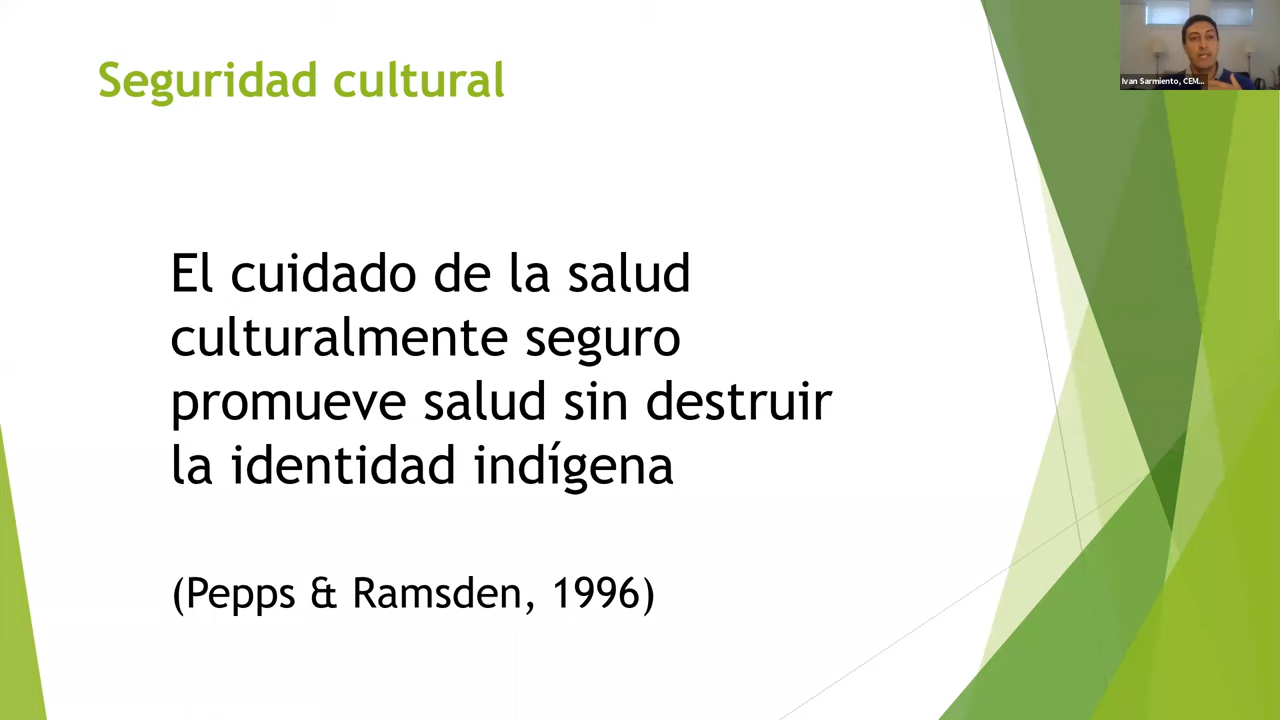 Seguridad cultural
Ivan Sarmiento, CEM...
El cuidado de la salud
culturalmente seguro
promueve salud sin destruir
la identidad indígena
(Pepps & Ramsden, 1996)